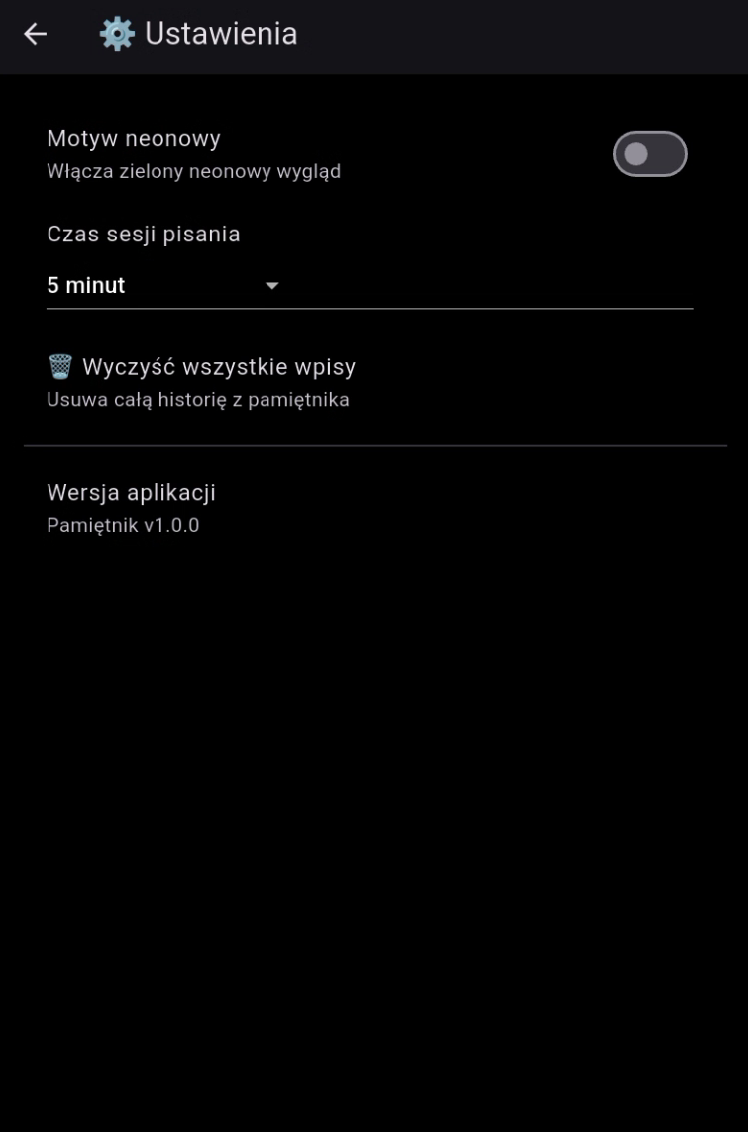 Ustawienia
Motyw neonowy
Włącza zielony neonowy wygląd
Czas sesji pisania
5 minut
Wyczyść wszystkie wpisy
Usuwa całą historię z pamiętnika
Wersja aplikacji
Pamiętnik v1.0.0